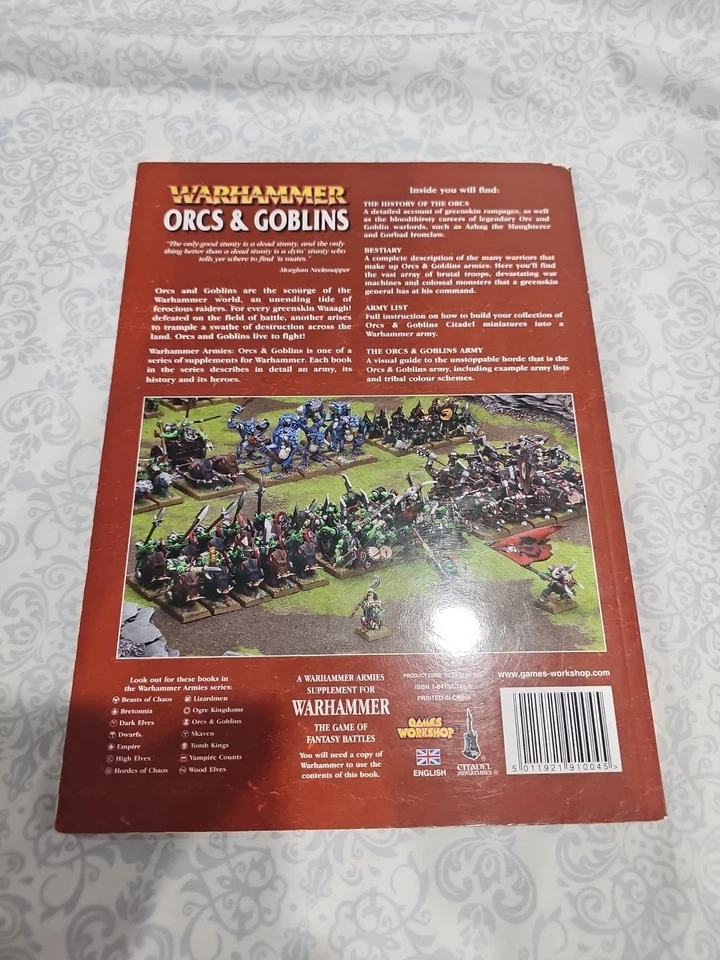 WARHAMMER
ORCS & GOBLINS
"The only good stunty is a dead stunty, and the only
thing better than a dead stunty is a dyin' stunty who
tells yer where to find 'is mates."
Morghum Necksnapper
Orcs and Goblins are the scourge of the
Warhammer world, an unending tide of
ferocious raiders. For every greenskin Waaagh!
defeated on the field of battle, another arises
to trample a swathe of destruction across the
land. Orcs and Goblins live to fight!
Warhammer Armies: Orcs & Goblins is one of a
series of supplements for Warhammer. Each book
in the series describes in detail an army, its
history and its heroes.
Inside you will find:
THE HISTORY OF THE ORCS
A detailed account of greenskin rampages, as well
as the bloodthirsty careers of legendary Orc and
Goblin warlords, such as Azhag the Slaughterer
and Gorbad Ironclaw.
BESTIARY
A complete description of the many warriors that
make up Orcs & Goblins armies. Here you'll find
the vast array of brutal troops, devastating war
machines and colossal monsters that a greenskin
general has at his command.
ARMY LIST
Full instruction on how to build your collection of
Orcs & Goblins Citadel miniatures into a
Warhammer army.
THE ORCS & GOBLINS ARMY
A visual guide to the unstoppable horde that is the
Orcs & Goblins army, including example army lists
and tribal colour schemes.
Look out for these books in
the Warhammer Armies series:
Beasts of Chaos
Bretonnia
Dark Elves
Dwarfs
Empire
High Elves
Hordes of Chaos
Lizardmen
Ogre Kingdoms
Orcs & Goblins
Skaven
Tomb Kings
Vampire Counts
Wood Elves
A WARHAMMER ARMIES
SUPPLEMENT FOR
WARHAMMER
THE GAME OF
FANTASY BATTLES
You will need a copy of
Warhammer to use the
contents of this book.
PRODUCT CODE
ISBN
PRINTED IN CHINA
GAMES
WORKSHOP
ENGLISH
CITADEL
MINIATURES
www.games-workshop.com
5 011921 910045 >